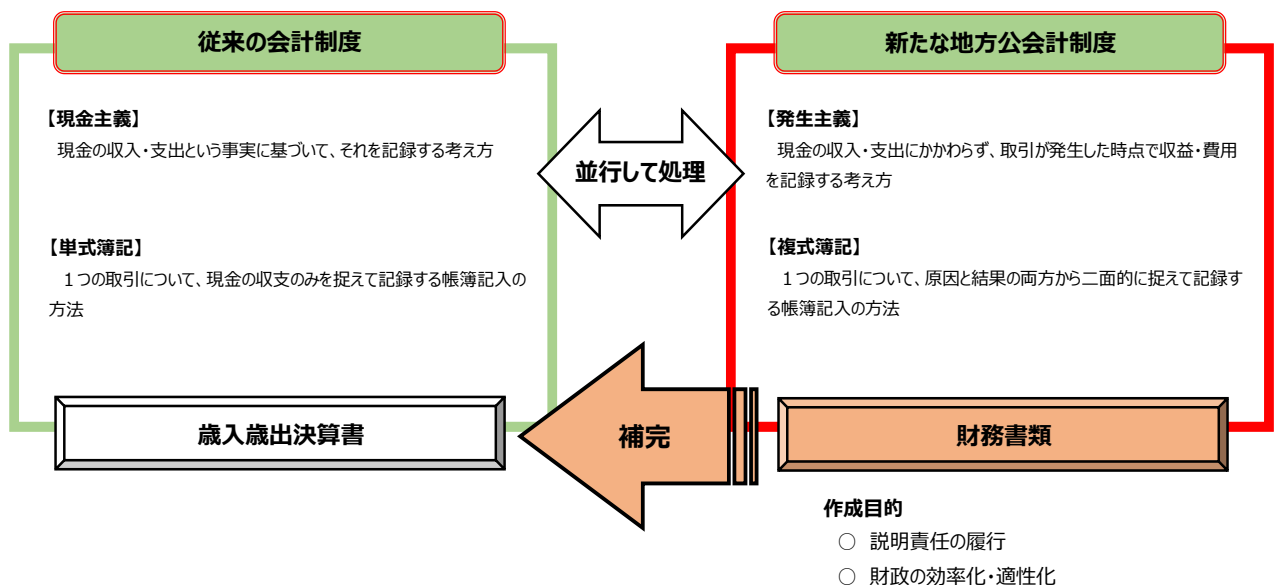 従来の会計制度
【現金主義】
現金の収入・支出という事実に基づいて、それを記録する考え方
【単式簿記】
１つの取引について、現金の収支のみを捉えて記録する帳簿記入の
方法
歳入歳出決算書
並行して処理
補完
新たな地方公会計制度
【発生主義】
現金の収入・支出にかかわらず、取引が発生した時点で収益・費用
を記録する考え方
【複式簿記】
１つの取引について、原因と結果の両方から二面的に捉えて記録す
る帳簿記入の方法
財務書類
作成目的
○ 説明責任の履行
○ 財政の効率化・適性化